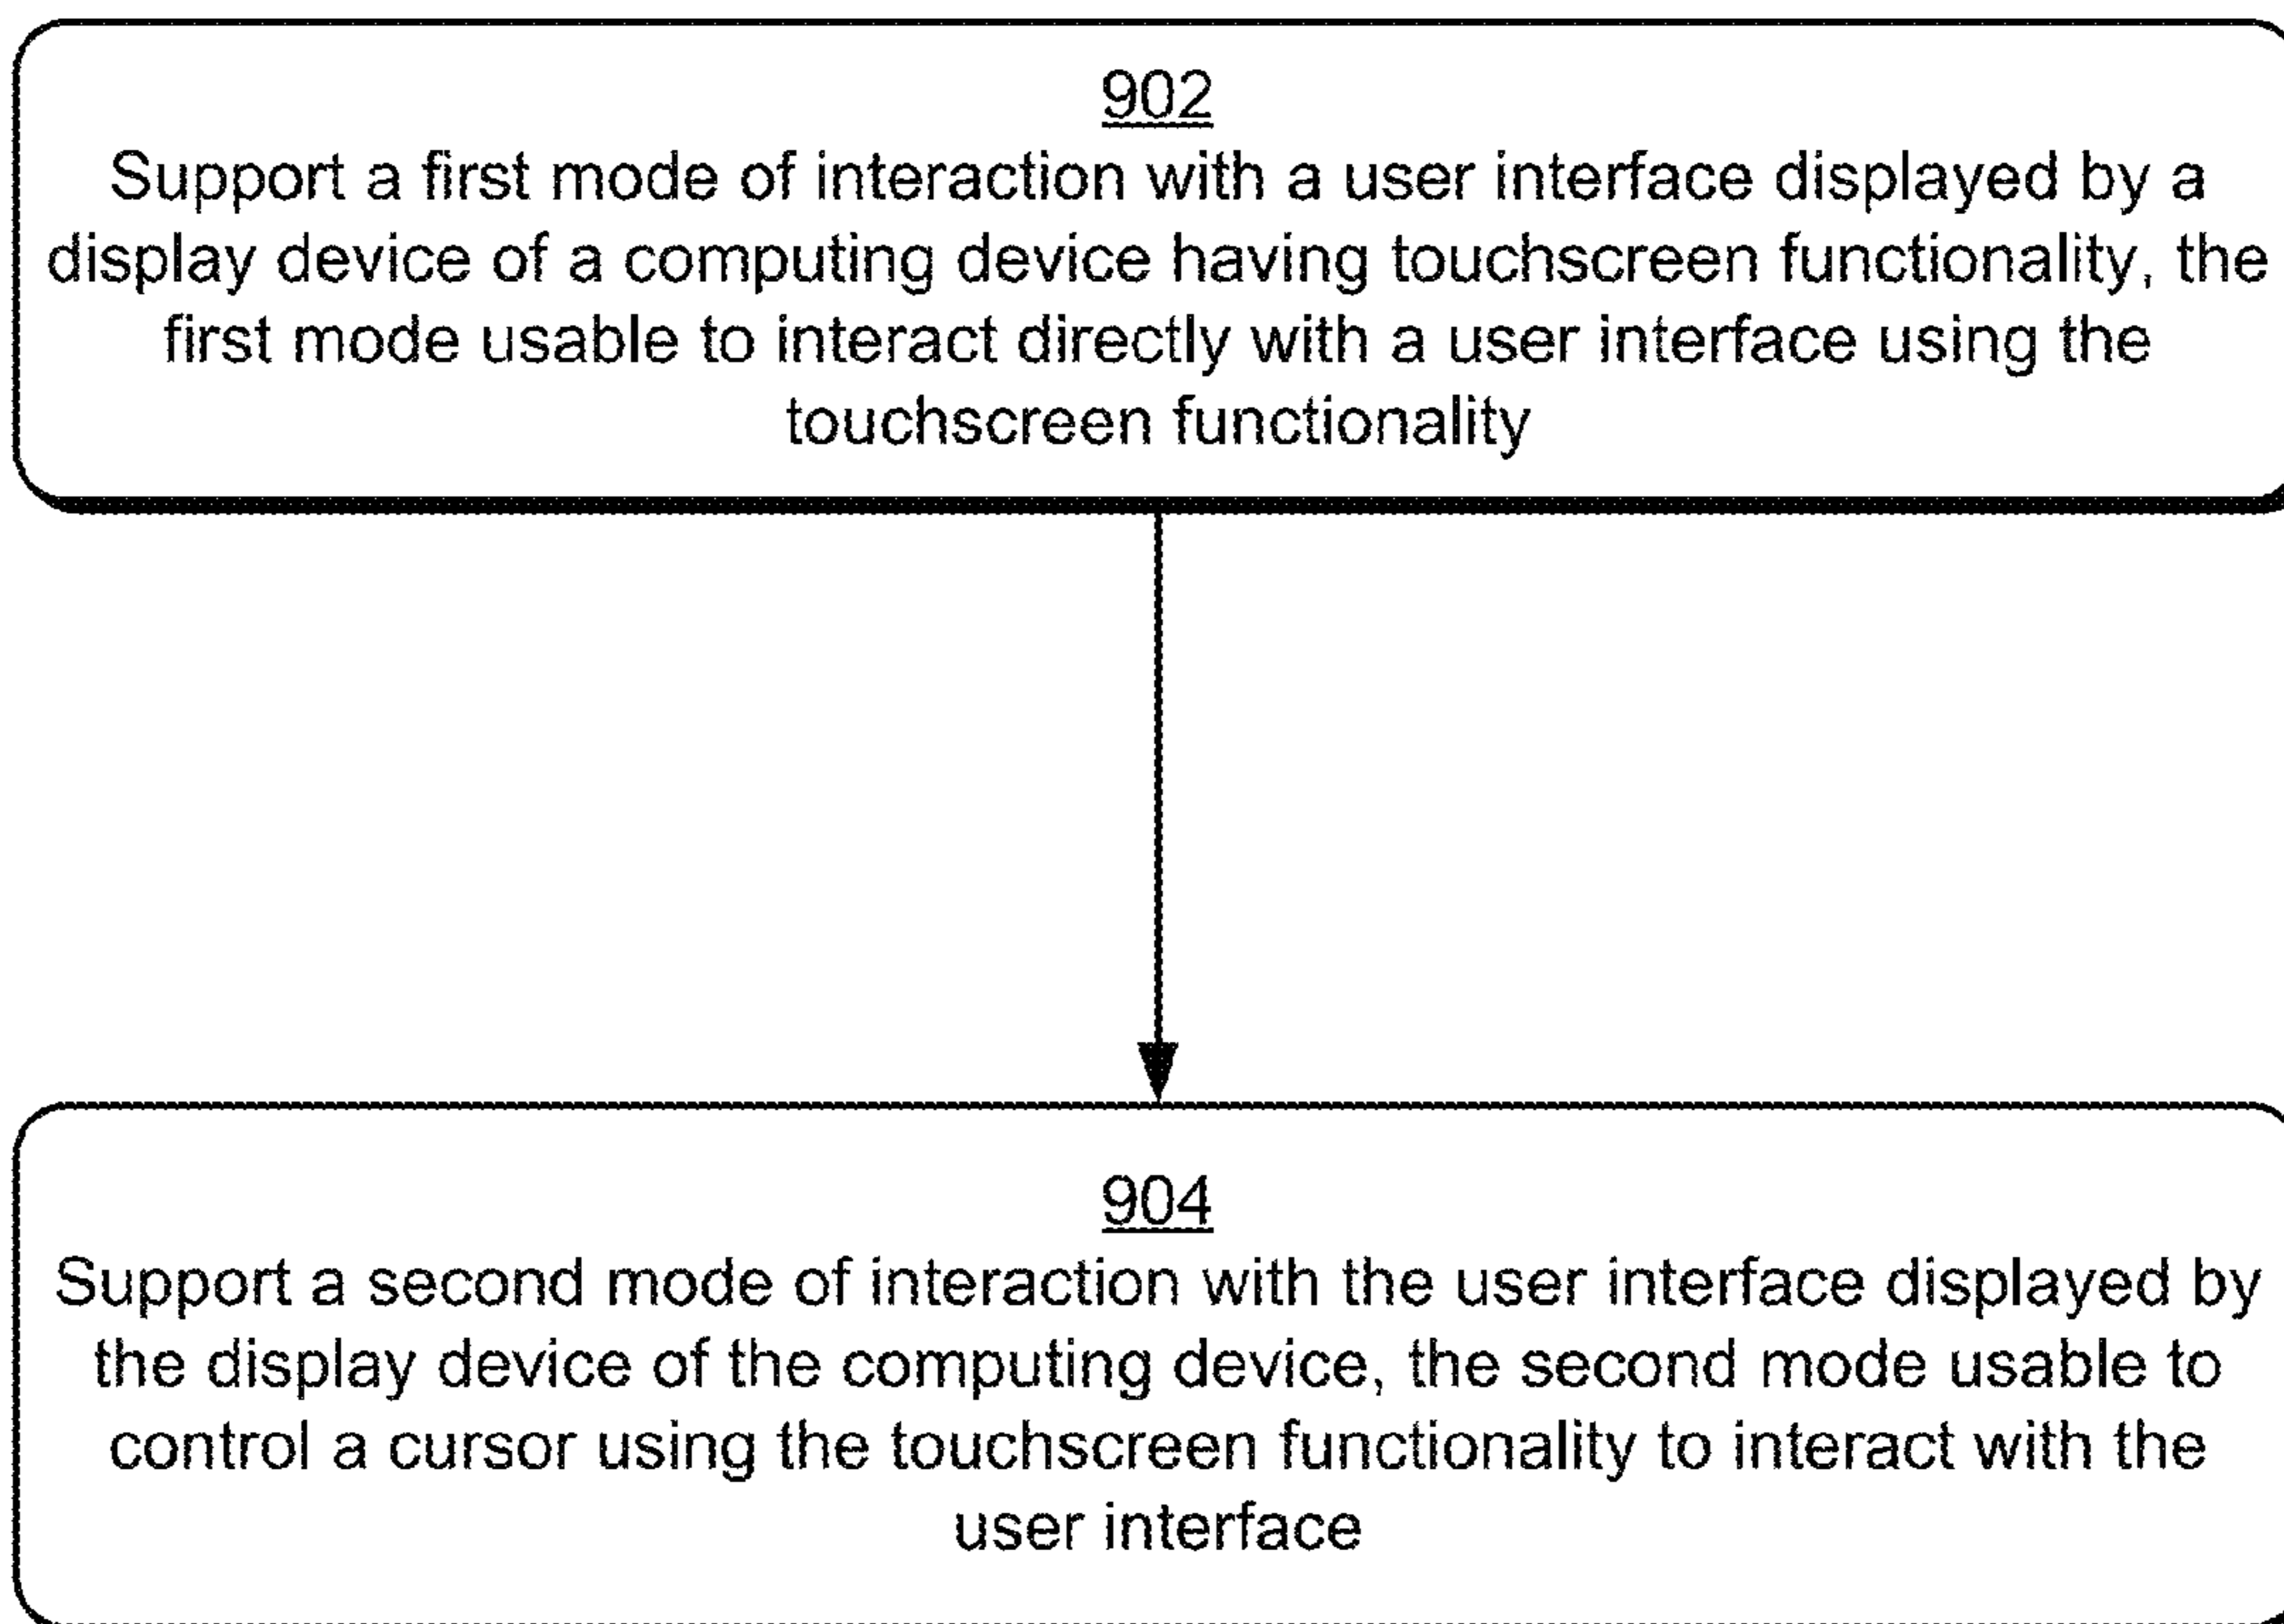 902
Support a first mode of interaction with a user interface displayed by a
display device of a computing device having touchscreen functionality, the
first mode usable to interact directly with a user interface using the
touchscreen functionality
904
Support a second mode of interaction with the user interface displayed by
the display device of the computing device, the second mode usable to
control a cursor using the touchscreen functionality to interact with the
user interface